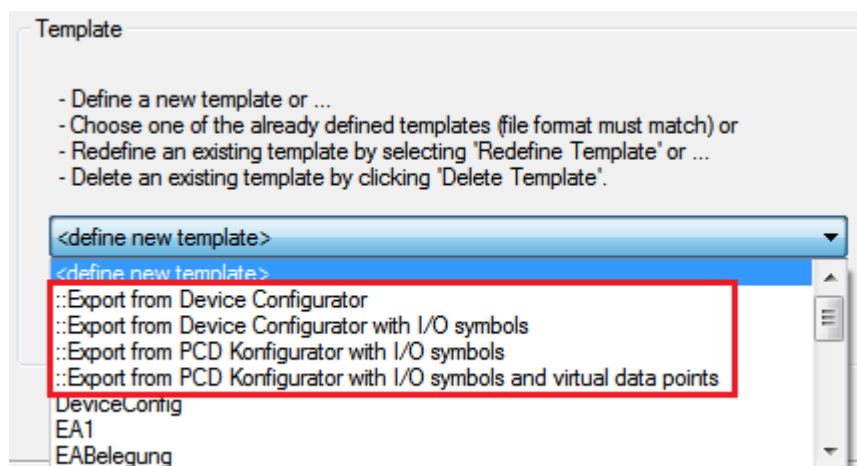 Template
- Define a new template or ...
- Choose one of the already defined templates (file format must match) or
- Redefine an existing template by selecting 'Redefine Template' or ...
- Delete an existing template by clicking 'Delete Template'.
<define new template>
<define new template>
::Export from Device Configurator
::Export from Device Configurator with I/O symbols
::Export from PCD Konfigurator with I/O symbols
::Export from PCD Konfigurator with I/O symbols and virtual data points
DeviceConfig
EA1
EABelegung